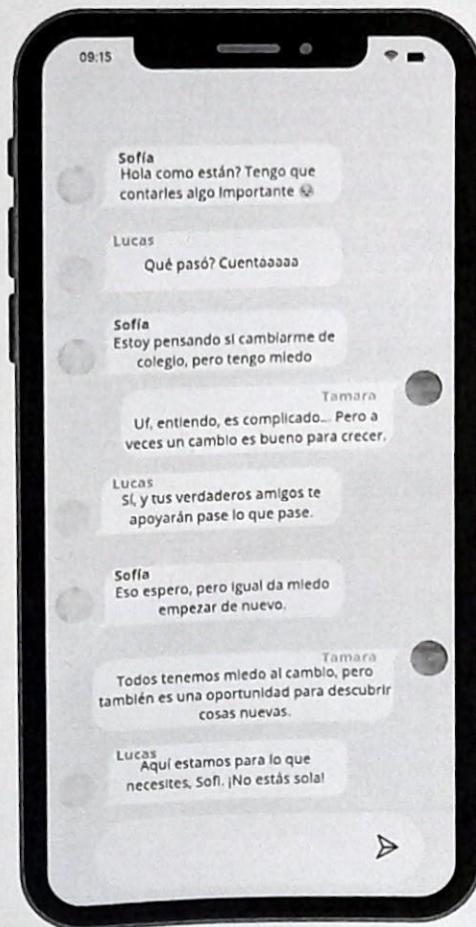 09:15
Sofía
Hola como están? Tengo que
contarles algo Importante
Lucas
Qué pasó? Cuentaaaaa
Sofía
Estoy pensando si cambiarme de
colegio, pero tengo miedo
Tamara
Uf, entiendo, es complicado... Pero a
veces un cambio es bueno para crecer.
Lucas
Sí, y tus verdaderos amigos te
apoyarán pase lo que pase.
Sofía
Eso espero, pero igual da miedo
empezar de nuevo.
Tamara
Todos tenemos miedo al cambio, pero
también es una oportunidad para descubrir
cosas nuevas.
Lucas
Aquí estamos para lo que
necesites, Sofi. ¡No estás sola!